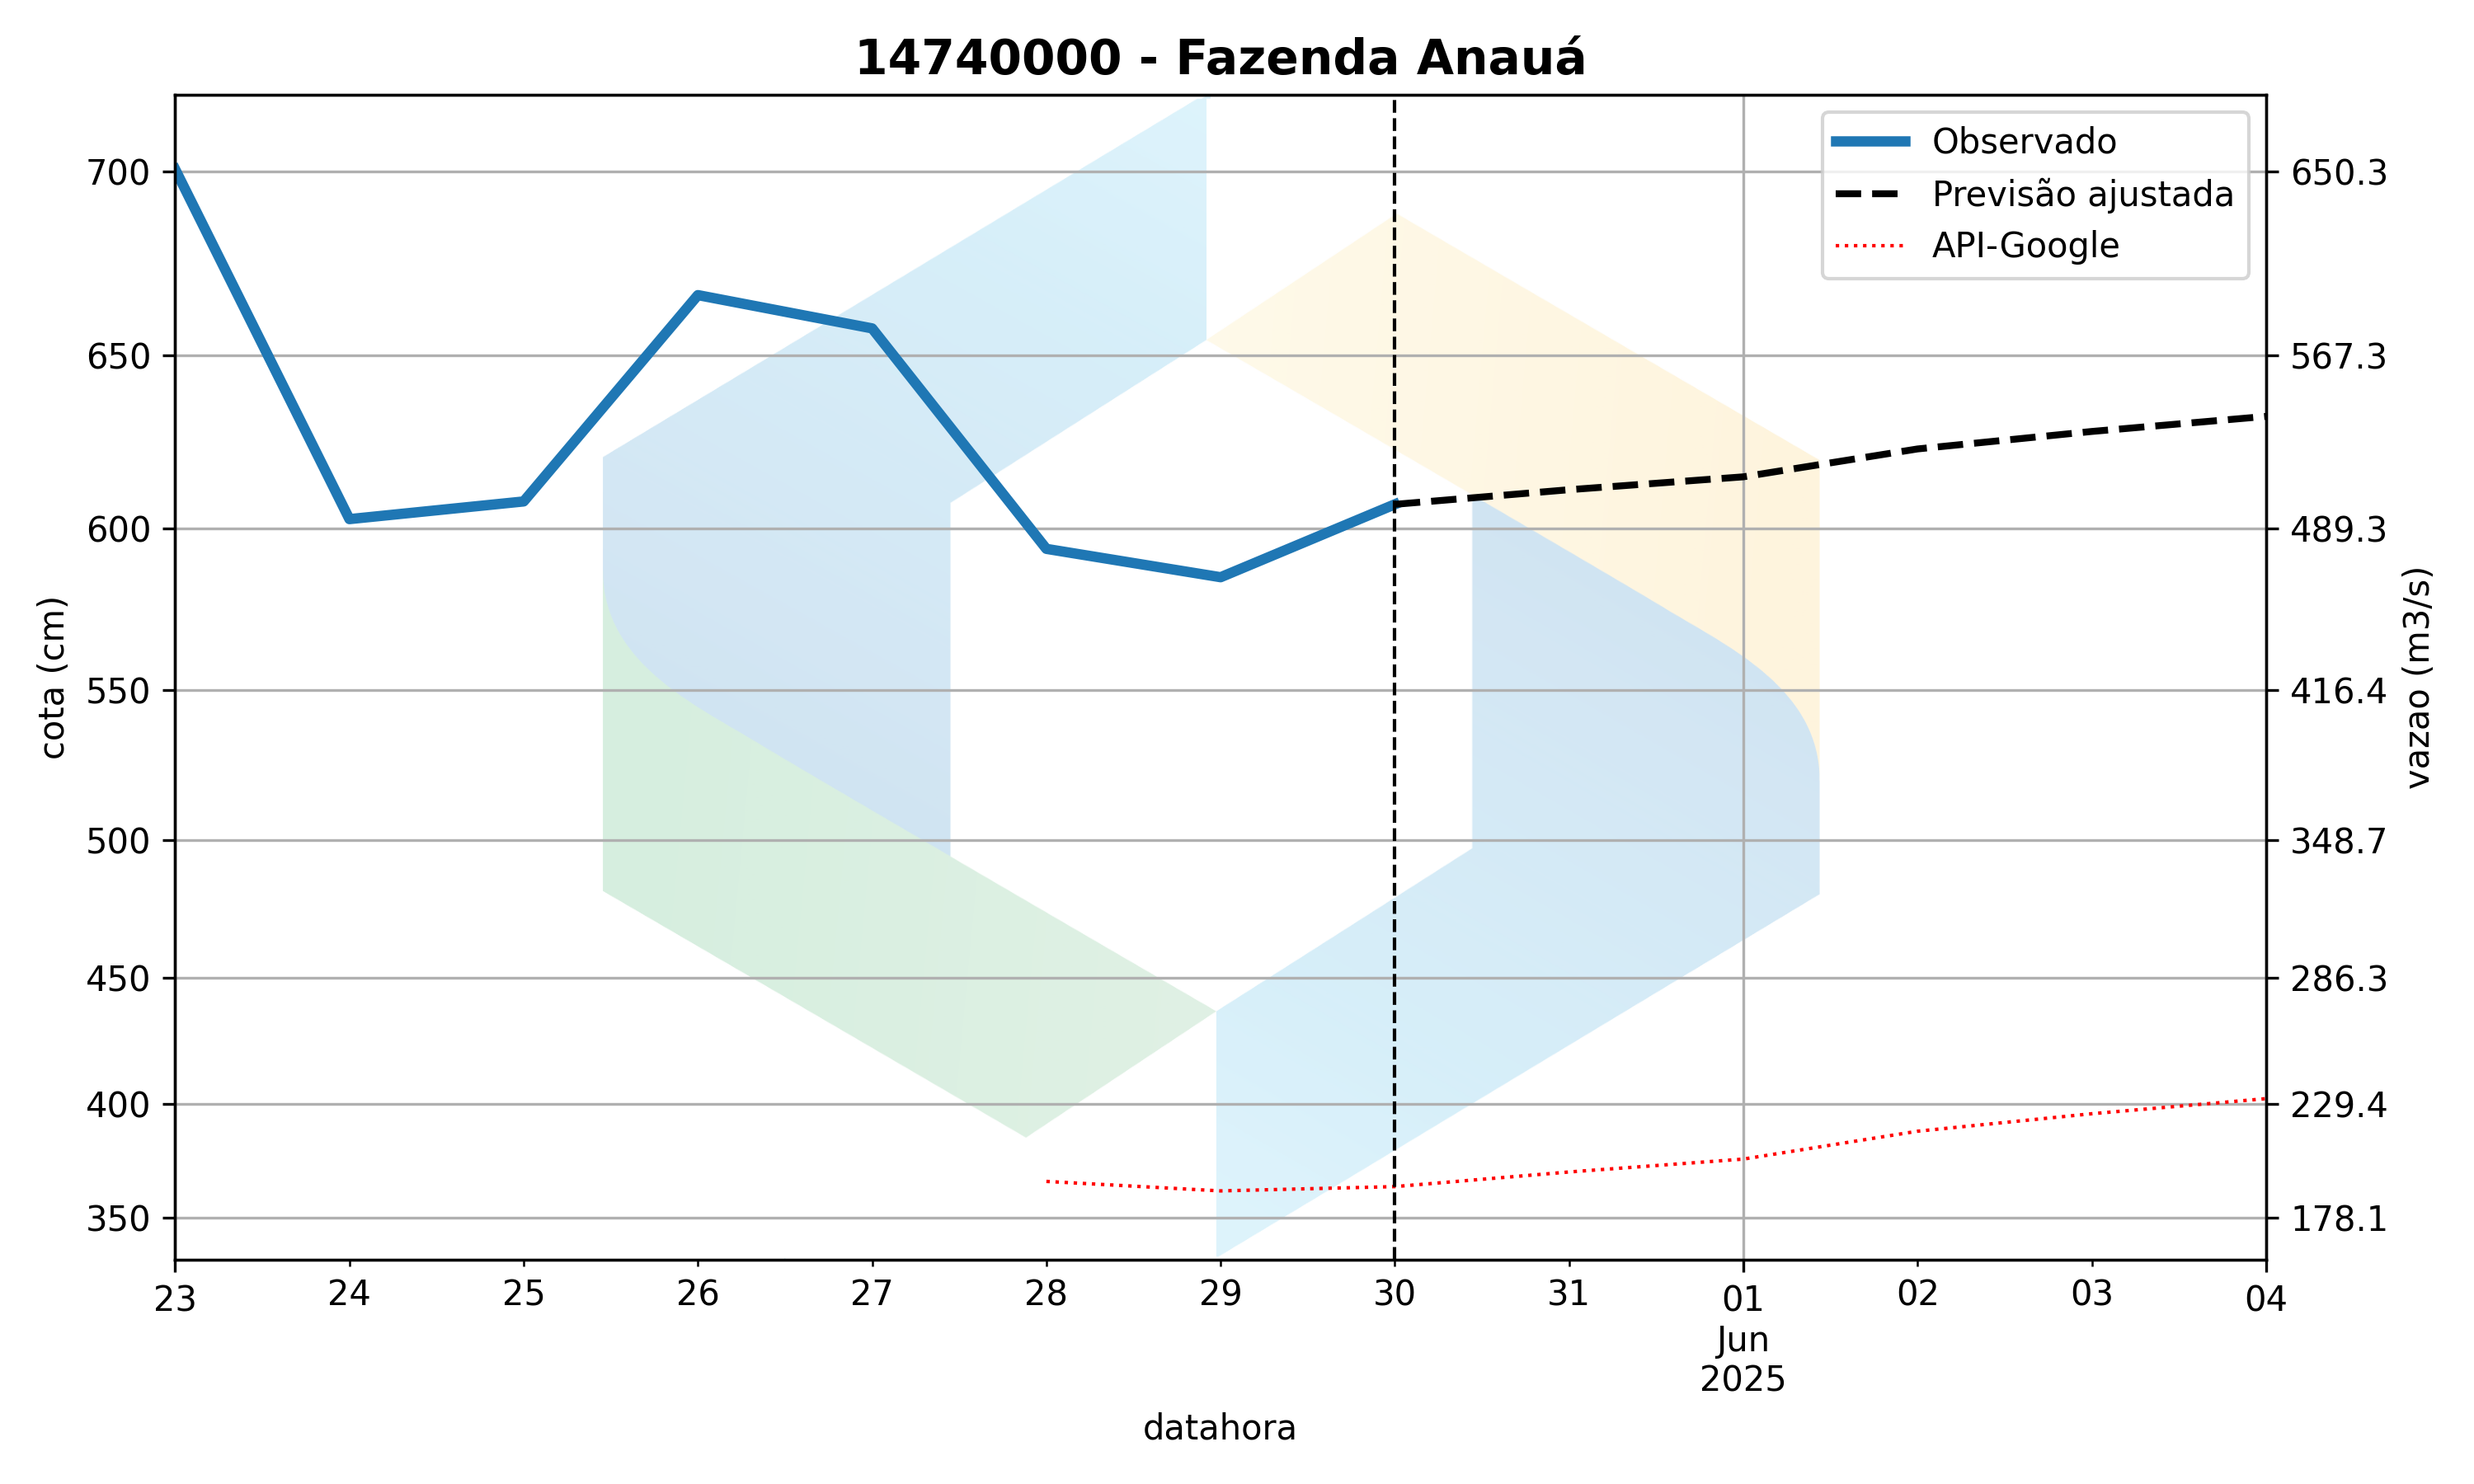 14740000 - Fazenda Anauá
Observado
Previsão ajustada
API-Google
cota (cm)
700
650
600
550
500
450
400
350
650.3
567.3
489.3
416.4
348.7
286.3
229.4
178.1
vazao (m3/s)
23 24 25 26 27 28 29 30 31 01 02 03 04
Jun
2025
datahora